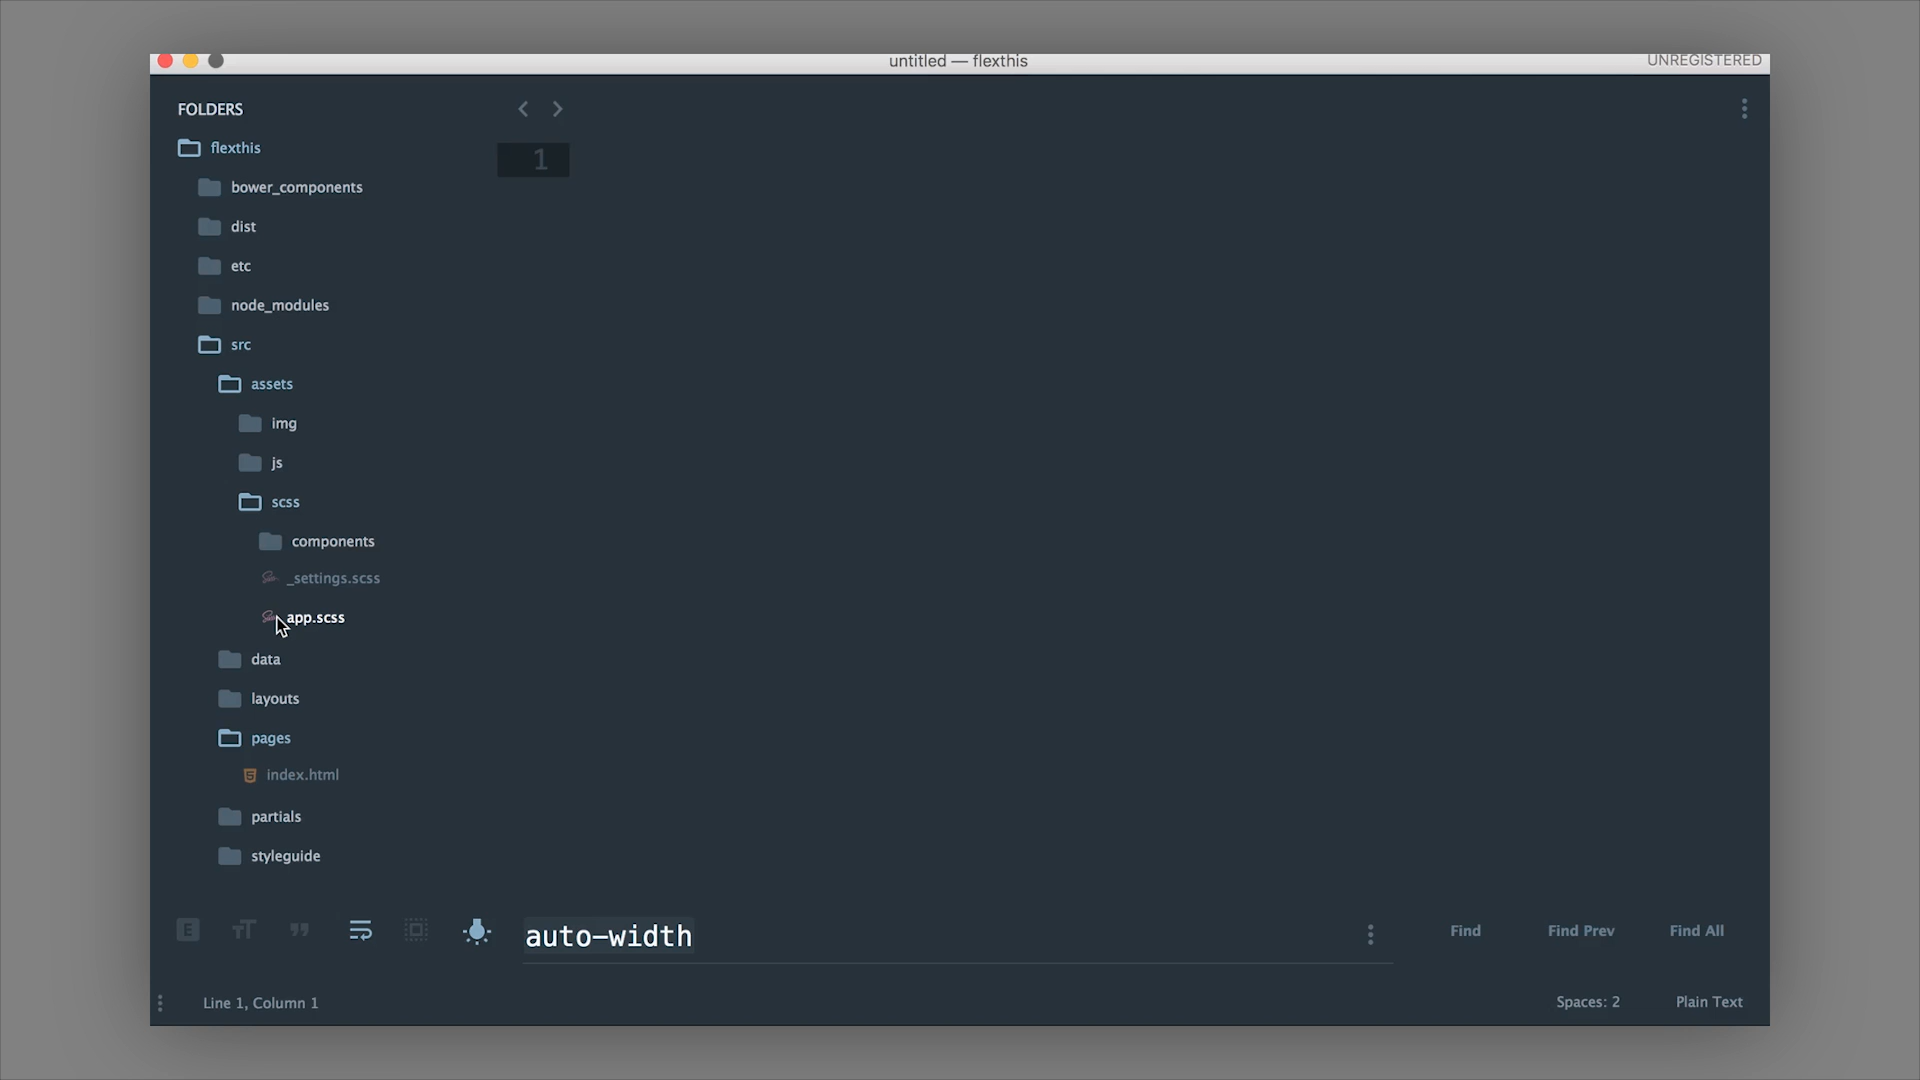 untitled — flexthis
UNREGISTERED
FOLDERS
flexthis
bower_components
dist
etc
node_modules
src
assets
img
js
scss
components
_settings.scss
app.scss
data
layouts
pages
index.html
partials
styleguide
1
auto-width
Find
Find Prev
Find All
Line 1, Column 1
Spaces: 2
Plain Text